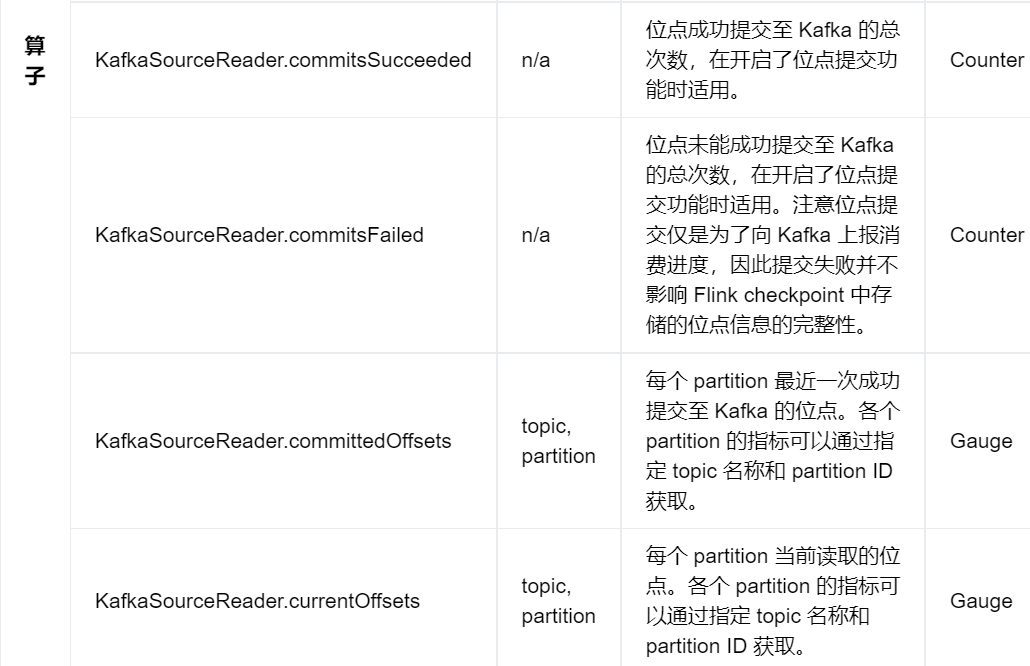 算
子
KafkaSourceReader.commitsSucceeded
n/a
位点成功提交至 Kafka 的总
次数，在开启了位点提交功
能时适用。
Counter
KafkaSourceReader.commitsFailed
n/a
位点未能成功提交至 Kafka
的总次数，在开启了位点提
交功能时适用。注意位点提
交仅是为了向 Kafka 上报消
费进度，因此提交失败并不
影响 Flink checkpoint 中存
储的位点信息的完整性。
Counter
KafkaSourceReader.committedOffsets
topic,
partition
每个 partition 最近一次成功
提交至 Kafka 的位点。各个
partition 的指标可以通过指
定 topic 名称和 partition ID
获取。
Gauge
KafkaSourceReader.currentOffsets
topic,
partition
每个 partition 当前读取的位
点。各个 partition 的指标可
以通过指定 topic 名称和
partition ID 获取。
Gauge